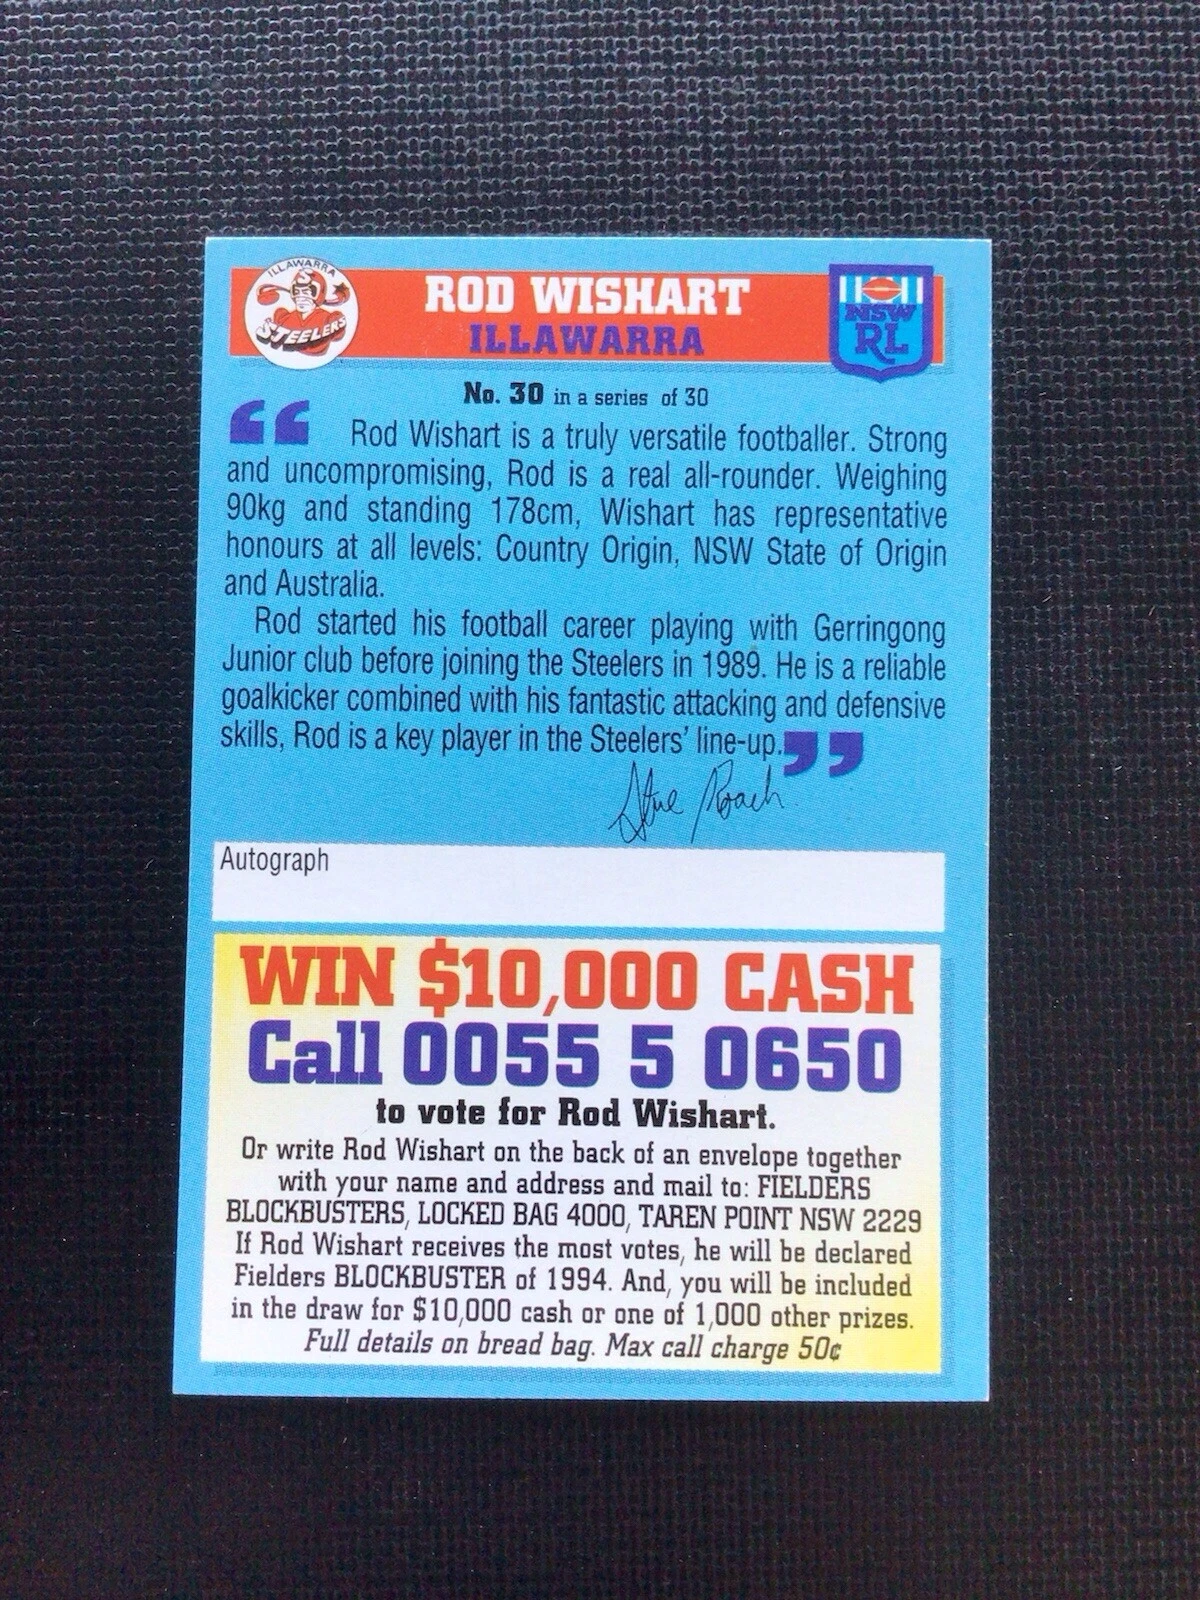 ILLAWARRA
STEELERS
ROD WISHART
ILLAWARRA
NSW
RL
No. 30 in a series of 30
“ Rod Wishart is a truly versatile footballer. Strong
and uncompromising, Rod is a real all-rounder. Weighing
90kg and standing 178cm, Wishart has representative
honours at all levels: Country Origin, NSW State of Origin
and Australia.
Rod started his football career playing with Gerringong
Junior club before joining the Steelers in 1989. He is a reliable
goalkicker combined with his fantastic attacking and defensive
skills, Rod is a key player in the Steelers' line-up. ”
Steve Roach
Autograph
WIN $10,000 CASH
Call 0055 5 0650
to vote for Rod Wishart.
Or write Rod Wishart on the back of an envelope together
with your name and address and mail to: FIELDERS
BLOCKBUSTERS, LOCKED BAG 4000, TAREN POINT NSW 2229
If Rod Wishart receives the most votes, he will be declared
Fielders BLOCKBUSTER of 1994. And, you will be included
in the draw for $10,000 cash or one of 1,000 other prizes.
Full details on bread bag. Max call charge 50¢